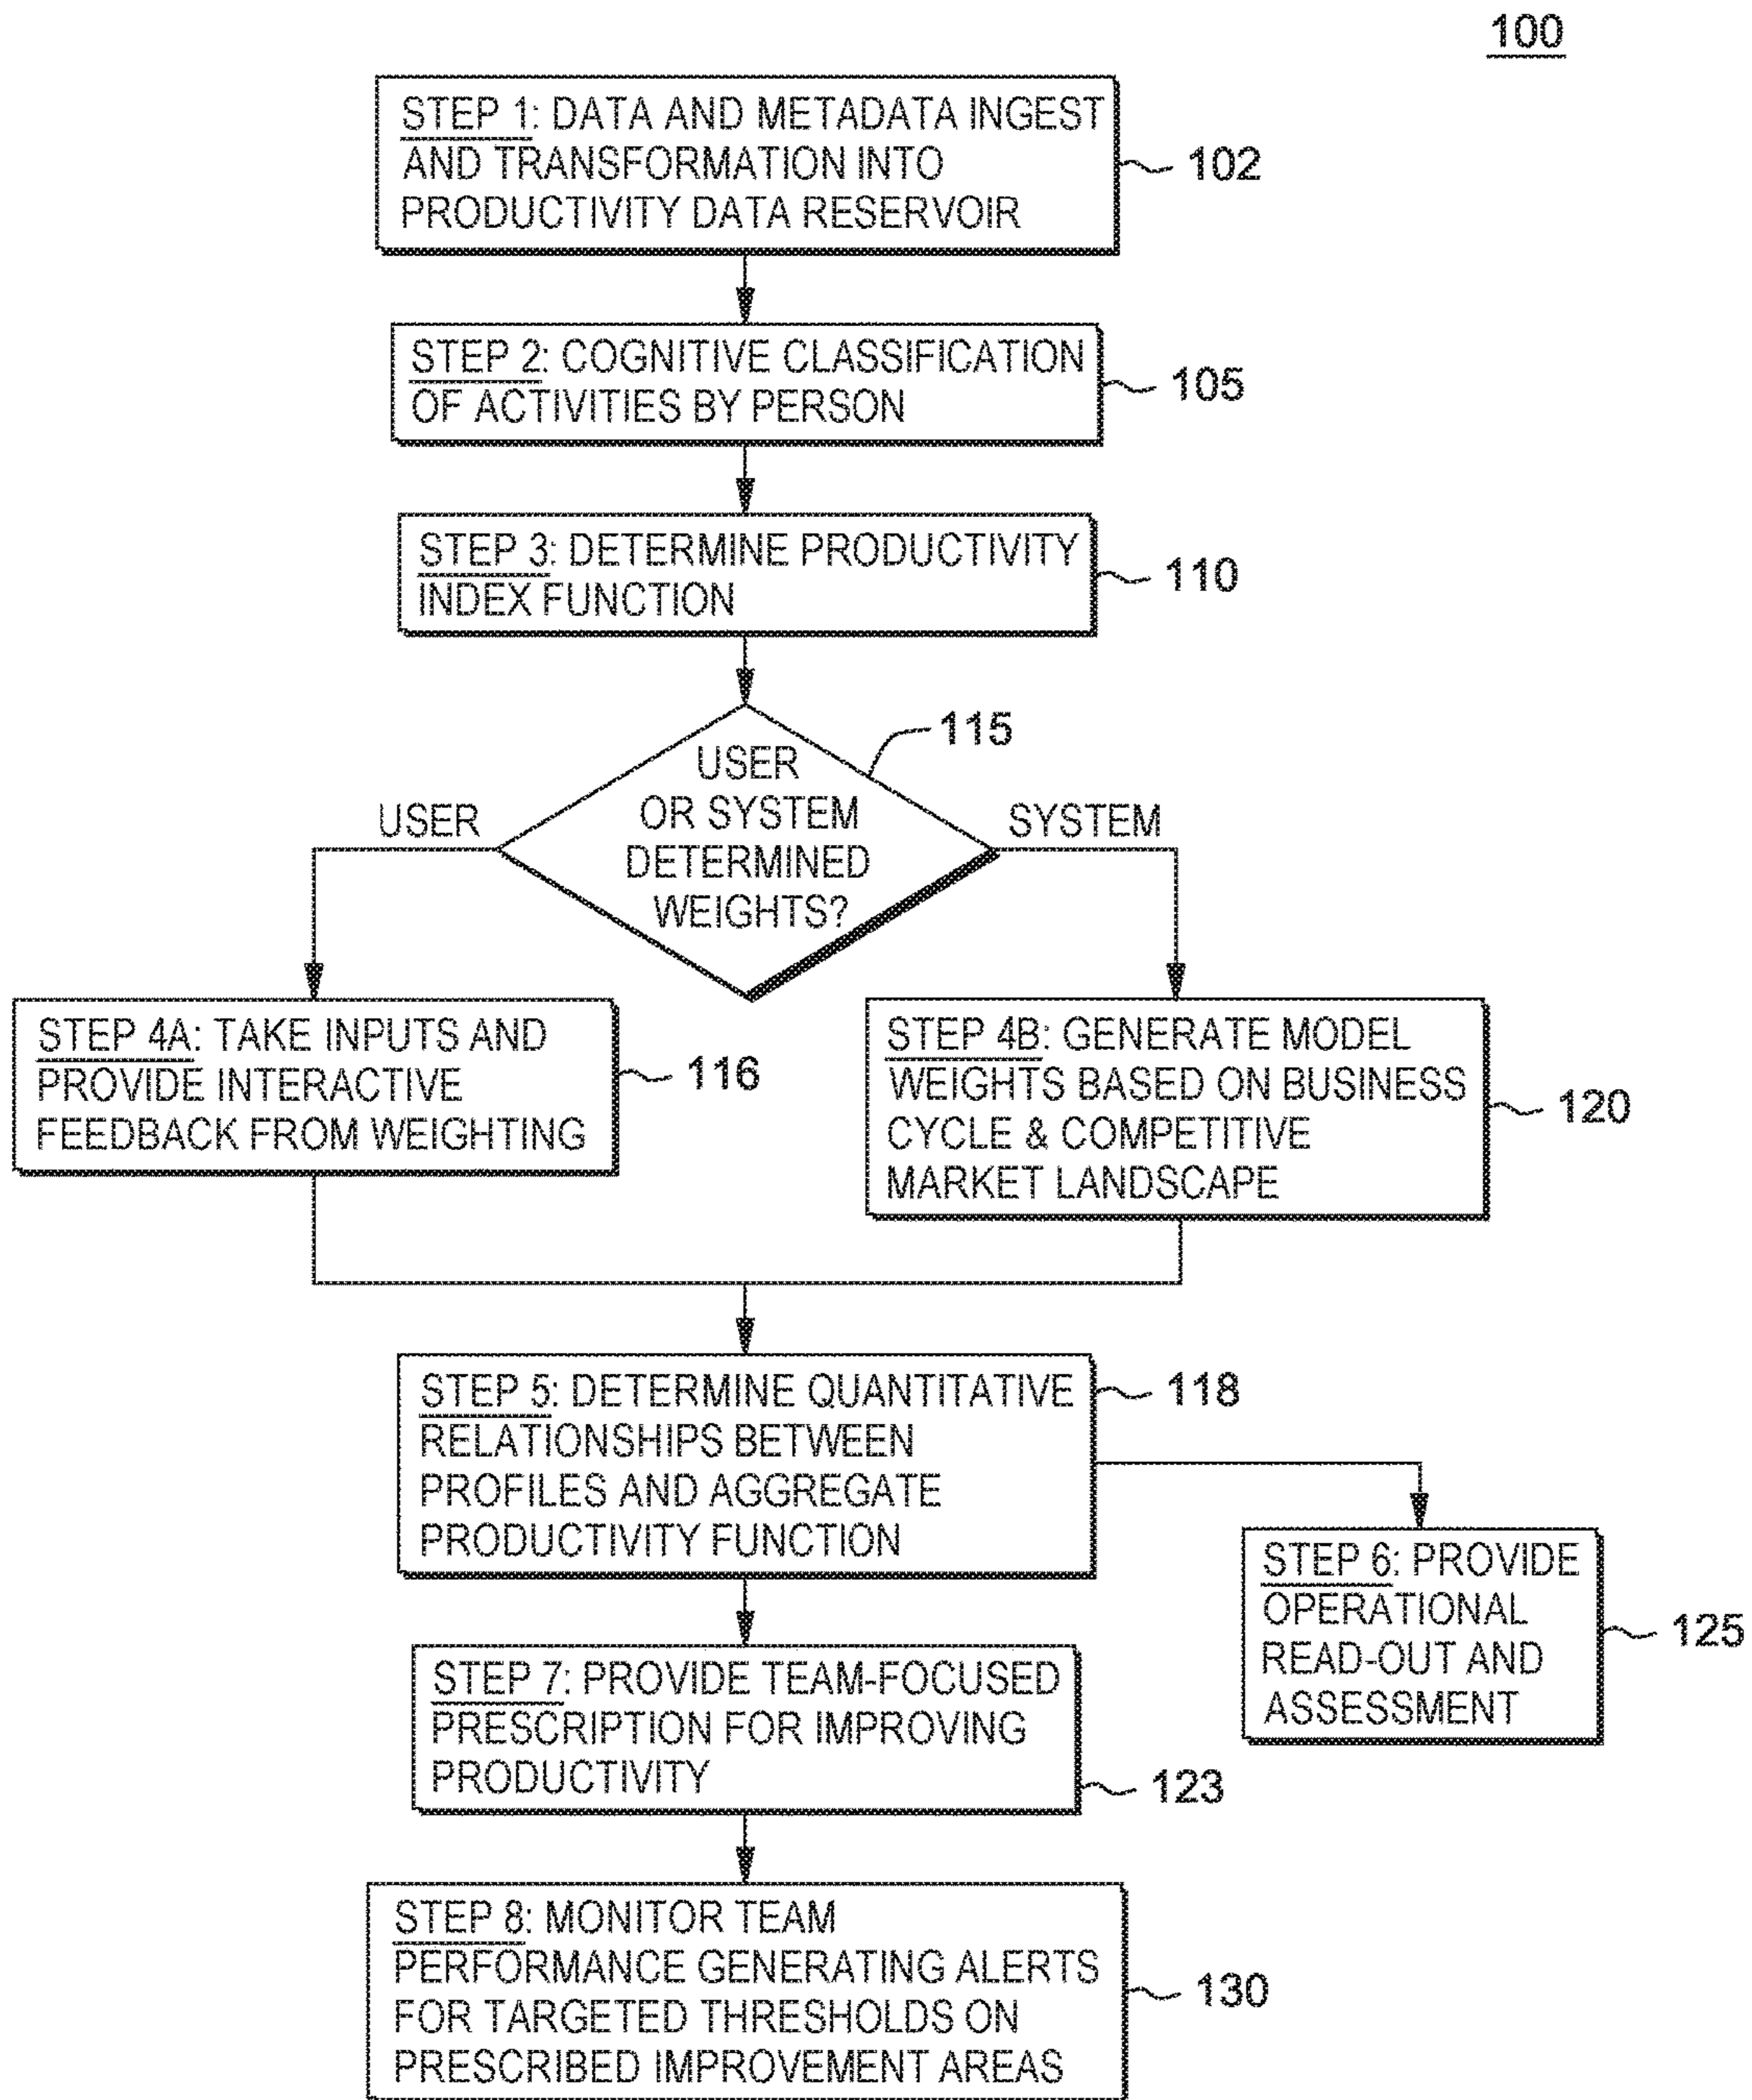 100
STEP 1: DATA AND METADATA INGEST
AND TRANSFORMATION INTO
PRODUCTIVITY DATA RESERVOIR
102
STEP 2: COGNITIVE CLASSIFICATION
OF ACTIVITIES BY PERSON
105
STEP 3: DETERMINE PRODUCTIVITY
INDEX FUNCTION
110
USER
OR SYSTEM
DETERMINED
WEIGHTS?
115
USER
SYSTEM
STEP 4A: TAKE INPUTS AND
PROVIDE INTERACTIVE
FEEDBACK FROM WEIGHTING
116
STEP 4B: GENERATE MODEL
WEIGHTS BASED ON BUSINESS
CYCLE & COMPETITIVE
MARKET LANDSCAPE
120
STEP 5: DETERMINE QUANTITATIVE
RELATIONSHIPS BETWEEN
PROFILES AND AGGREGATE
PRODUCTIVITY FUNCTION
118
STEP 6: PROVIDE
OPERATIONAL
READ-OUT AND
ASSESSMENT
125
STEP 7: PROVIDE TEAM-FOCUSED
PRESCRIPTION FOR IMPROVING
PRODUCTIVITY
123
STEP 8: MONITOR TEAM
PERFORMANCE GENERATING ALERTS
FOR TARGETED THRESHOLDS ON
PRESCRIBED IMPROVEMENT AREAS
130